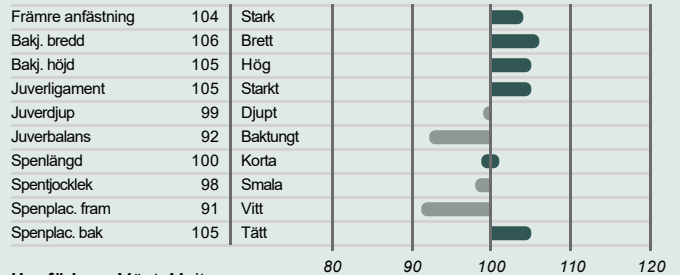 Främre anfästning 104 Stark
Bakj. bredd 106 Brett
Bakj. höjd 105 Hög
Juverligament 105 Starkt
Juverdjup 99 Djupt
Juverbalans 92 Baktungt
Spenlängd 100 Korta
Spentjocklek 98 Smala
Spenplac. fram 91 Vitt
Spenplac. bak 105 Tätt
80 90 100 110 120